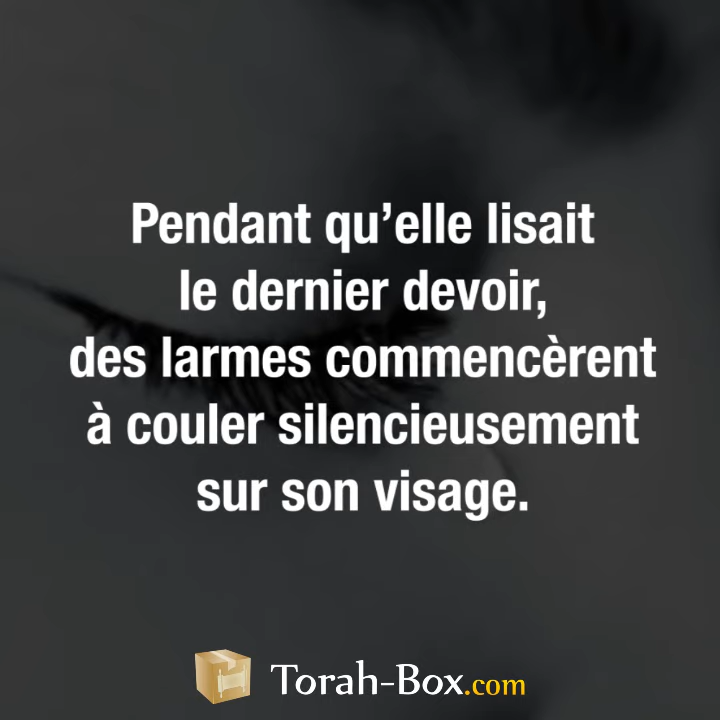 Pendant qu’elle lisait
le dernier devoir,
des larmes commencèrent
à couler silencieusement
sur son visage.
Torah-Box.com